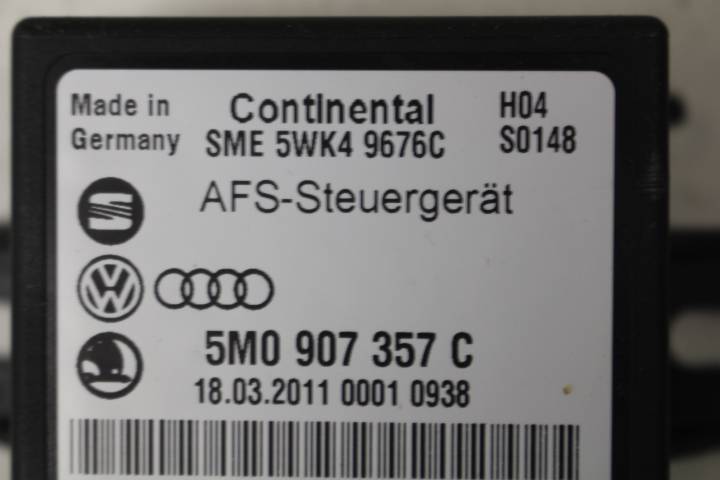 Made in Germany
Continental
SME 5WK4 9676C
H04
S0148
AFS-Steuergerät
5M0 907 357 C
18.03.2011 0001 0938